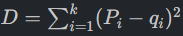 D = ∑_{i=1}^{k}(P_i − q_i)^2